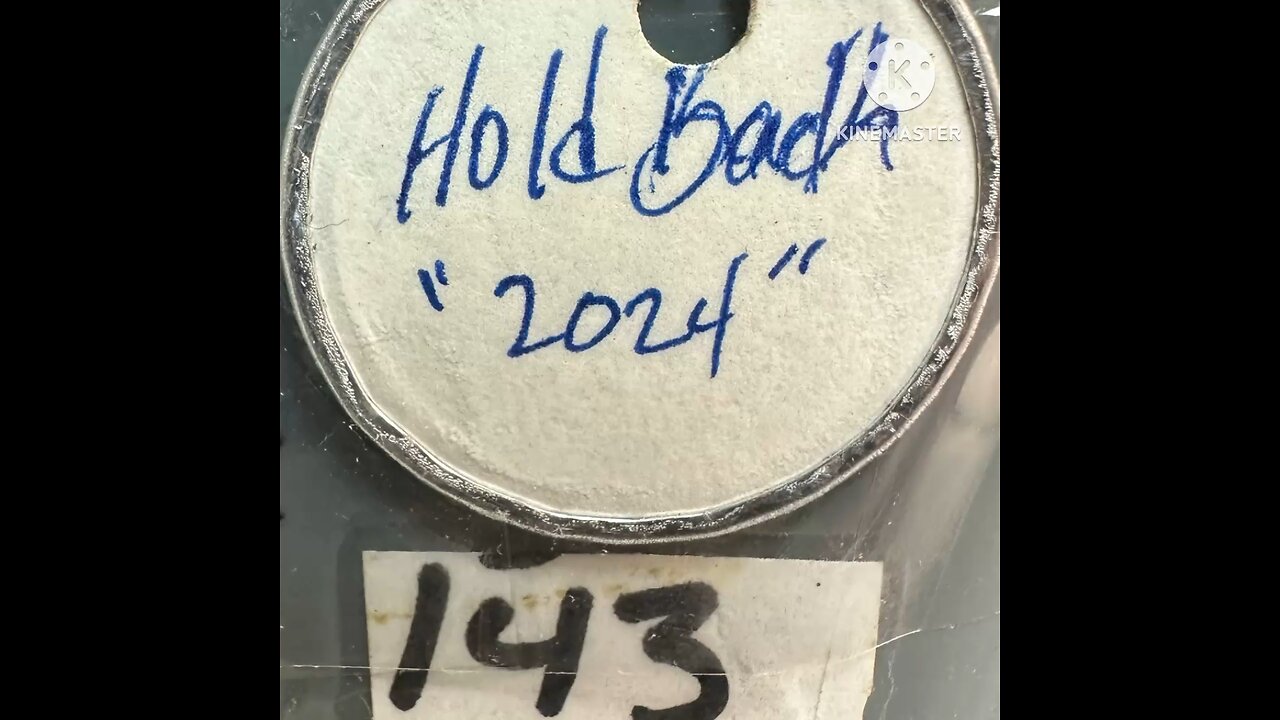 Hold Back
"2024"
143
KINEMASTER